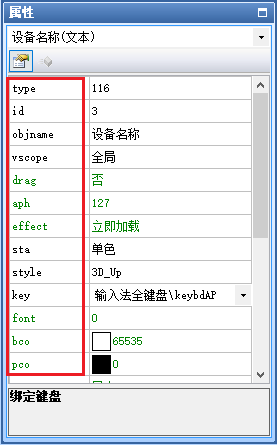 属性
设备名称(文本)
type 116
id 3
objname 设备名称
vscope 全局
drag 否
aph 127
effect 立即加载
sta 单色
style 3D_Up
key 输入法全键盘\keybdAP
font 0
bco 65535
pco 0
绑定键盘